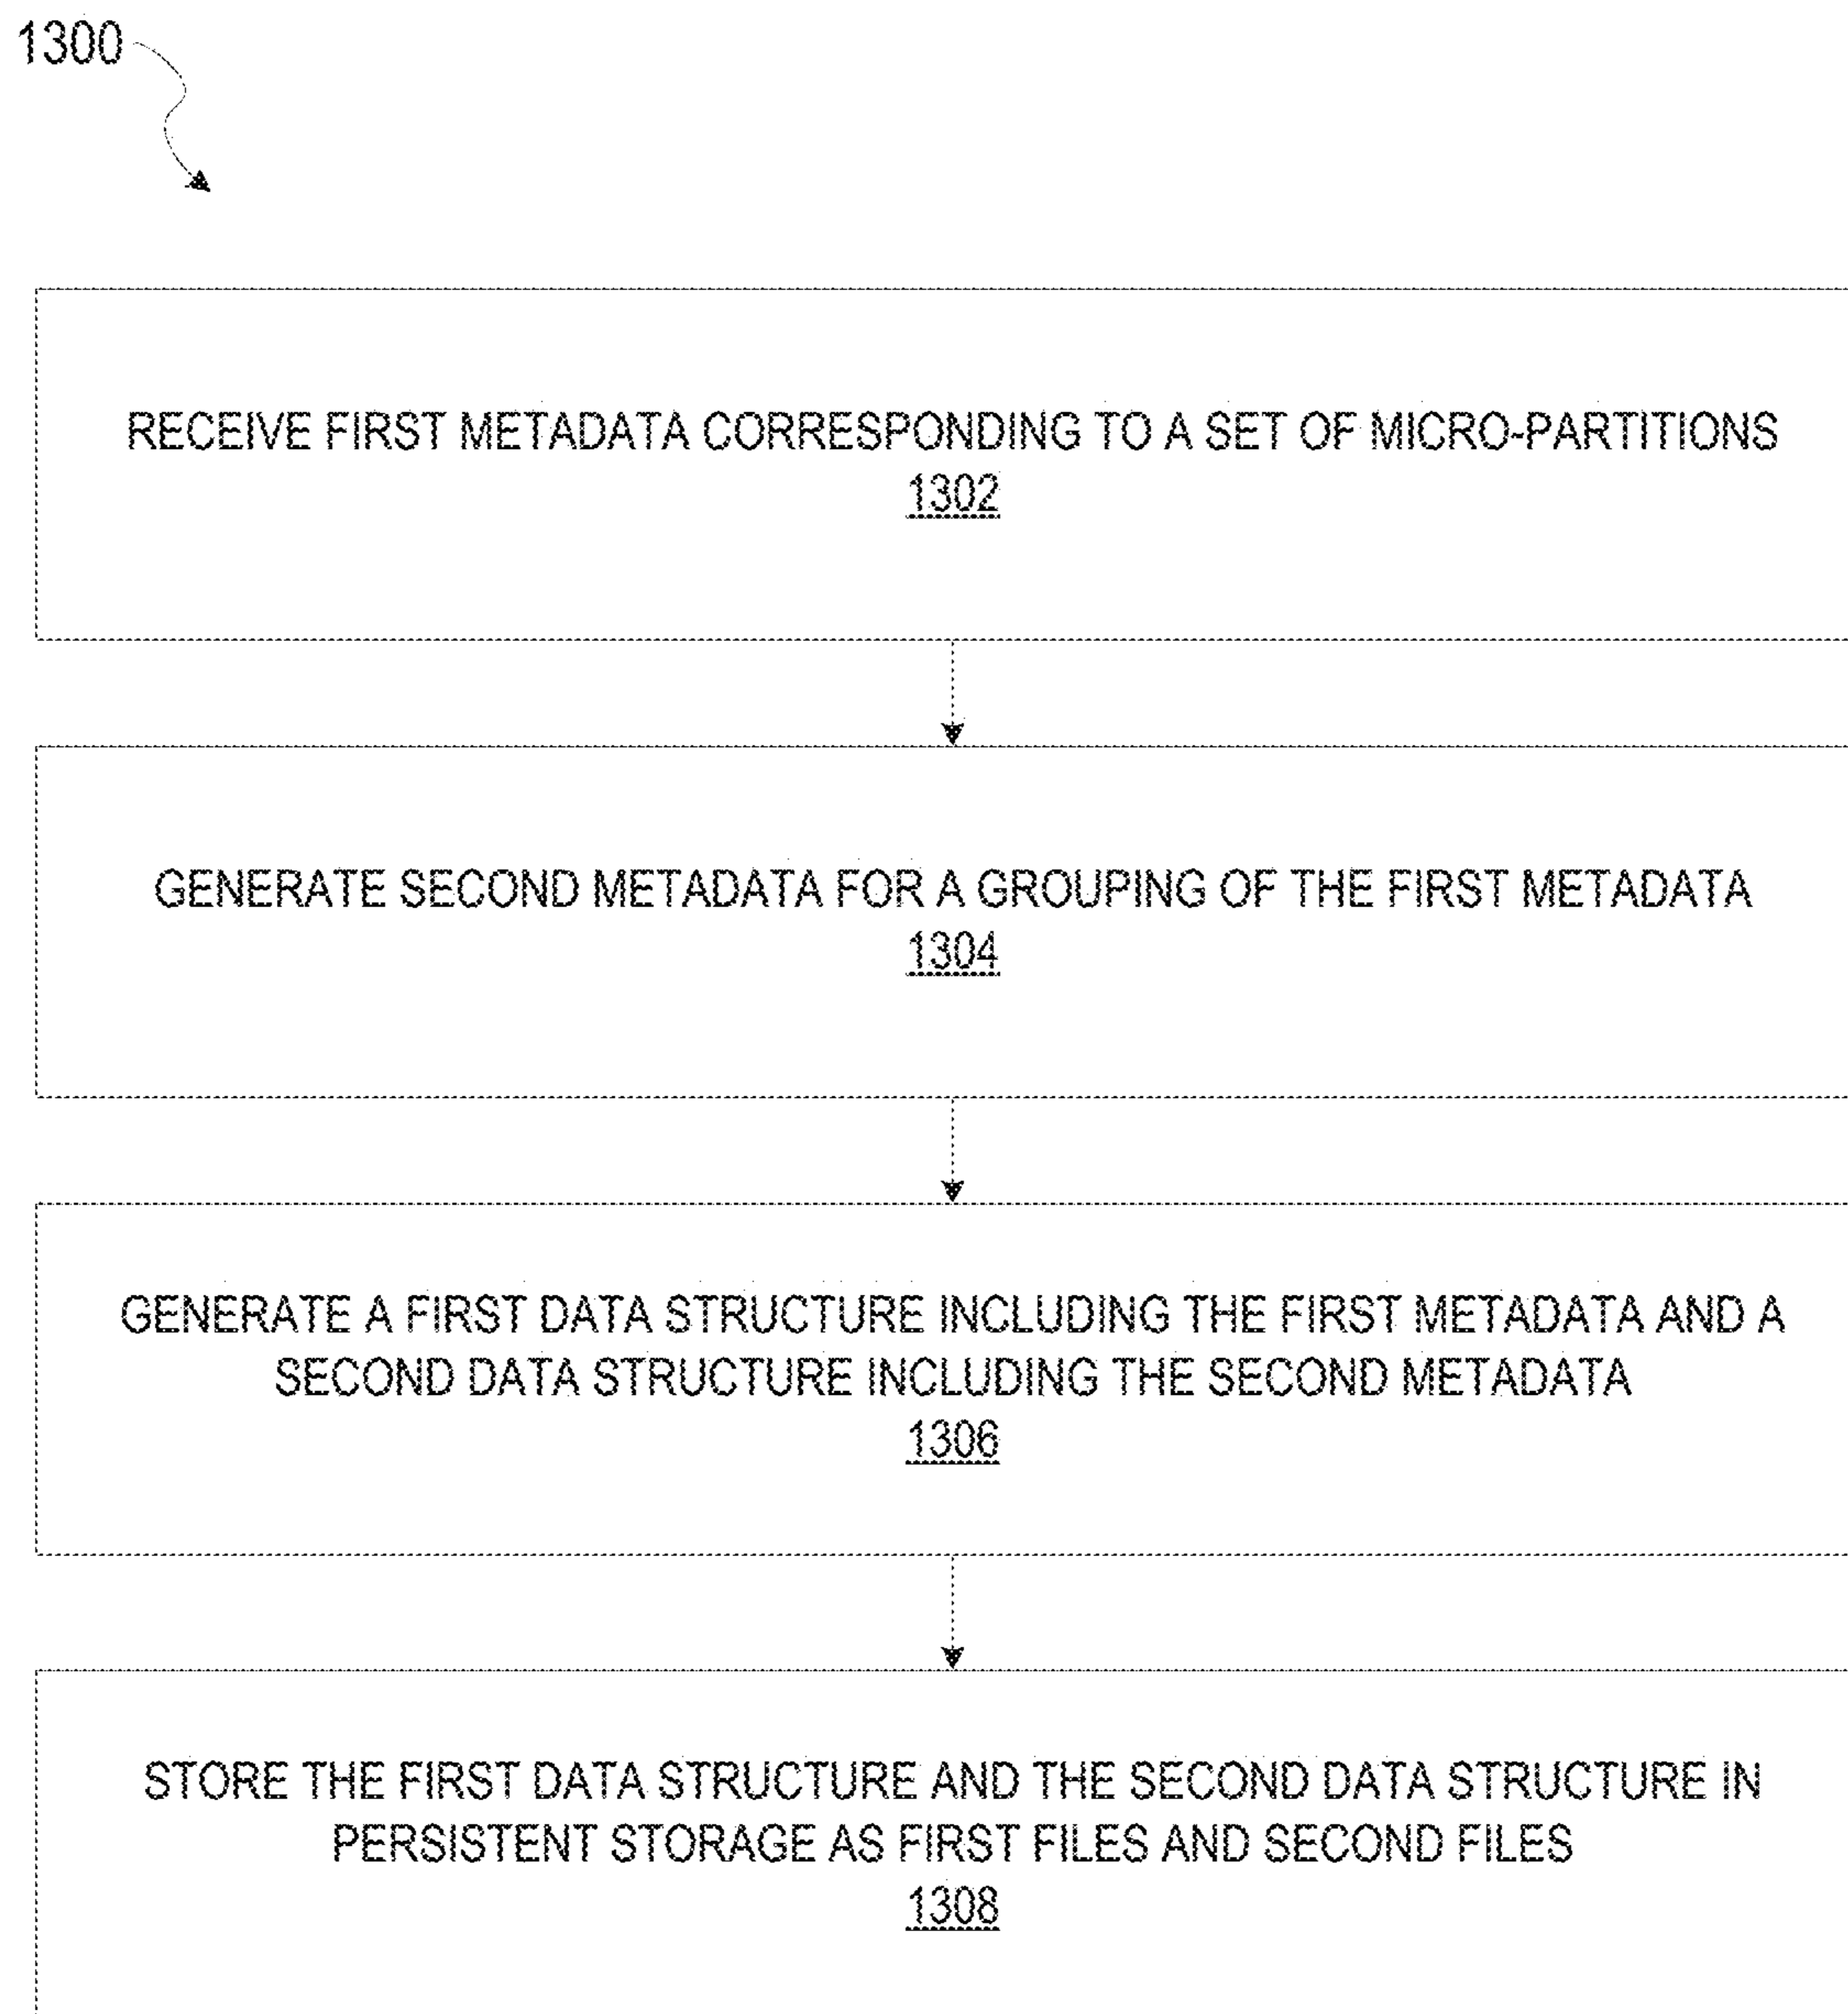 1300
RECEIVE FIRST METADATA CORRESPONDING TO A SET OF MICRO-PARTITIONS
1302
GENERATE SECOND METADATA FOR A GROUPING OF THE FIRST METADATA
1304
GENERATE A FIRST DATA STRUCTURE INCLUDING THE FIRST METADATA AND A
SECOND DATA STRUCTURE INCLUDING THE SECOND METADATA
1306
STORE THE FIRST DATA STRUCTURE AND THE SECOND DATA STRUCTURE IN
PERSISTENT STORAGE AS FIRST FILES AND SECOND FILES
1308